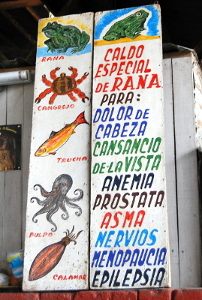 RANA
CANGREJO
TRUCHA
PULPO
CALAMAR
CALDO
ESPECIAL
DE RANA
PARA:
DOLOR DE
CABEZA
CANSANCIO
DE LA VISTA
ANEMIA
PROSTATA
ASMA
NERVIOS
MENOPAUCIA
EPILEPSIA